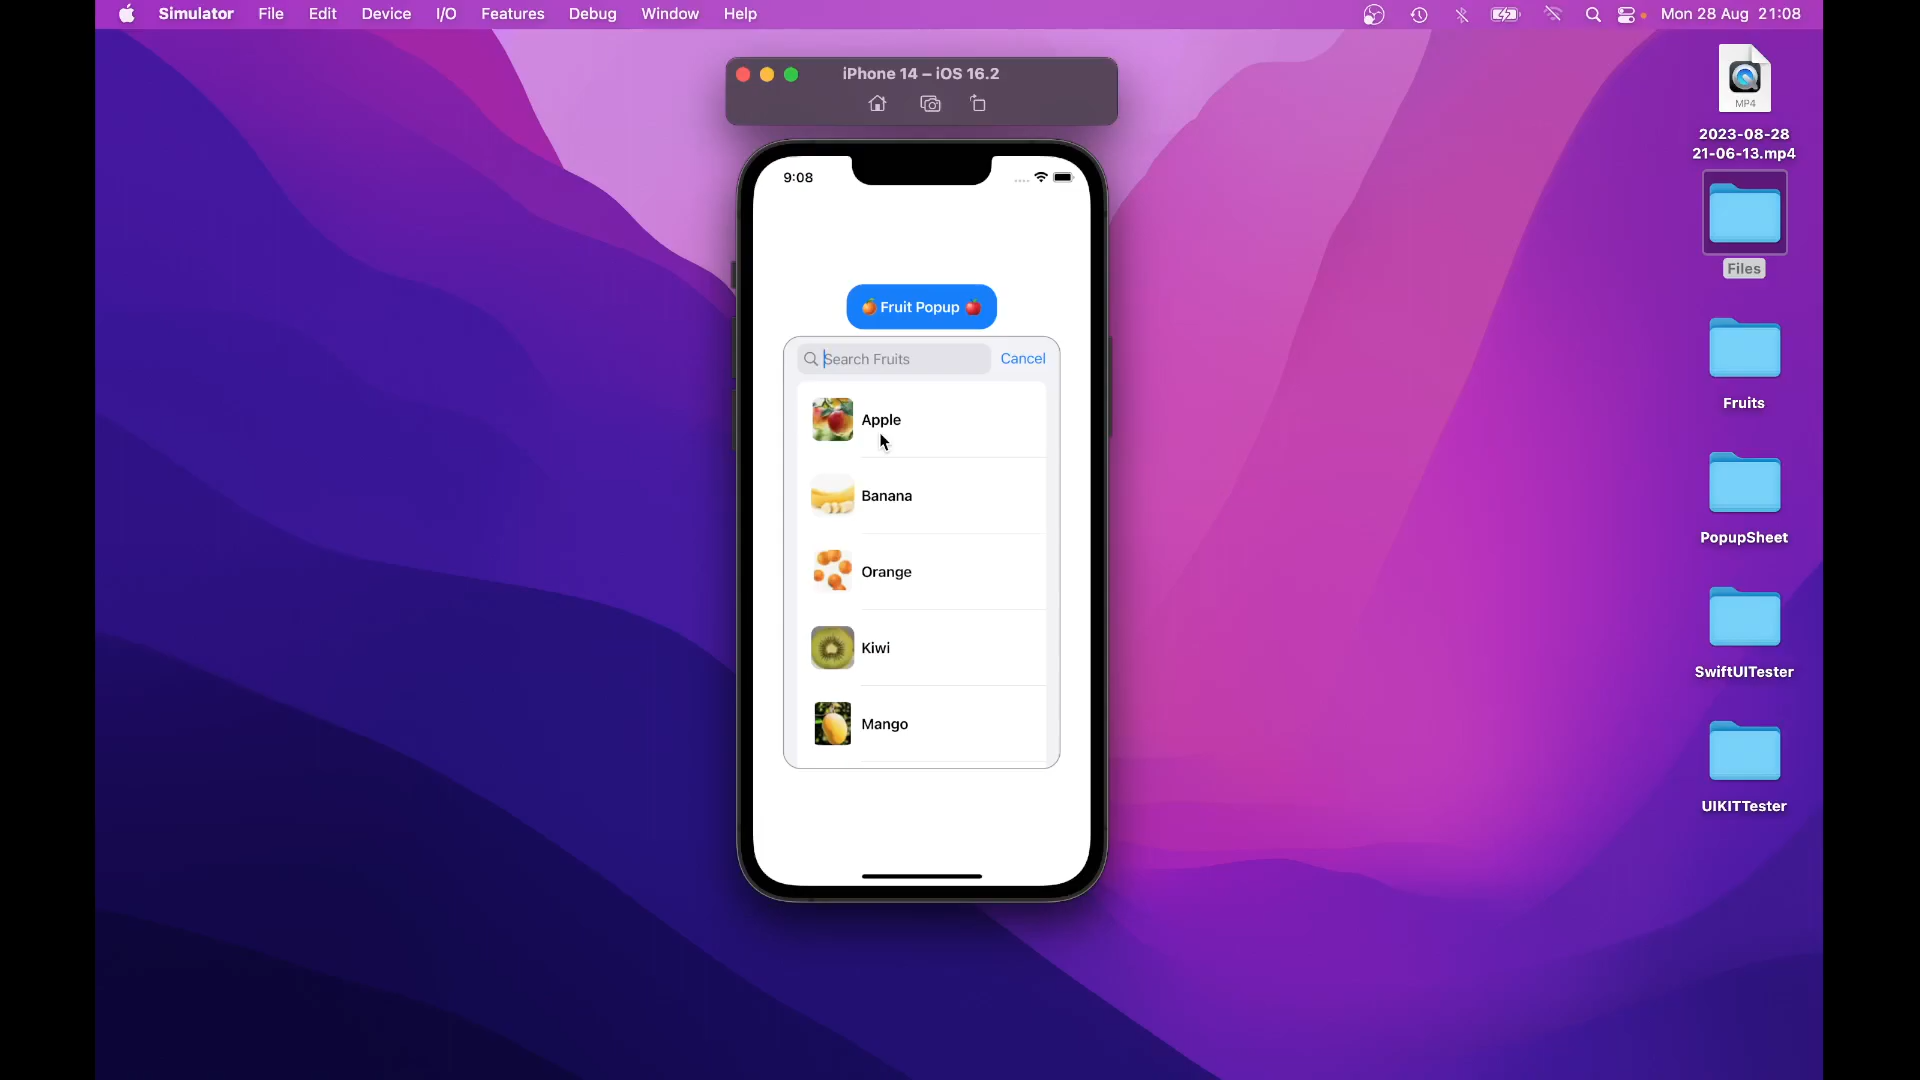 Simulator File Edit Device I/O Features Debug Window Help Mon 28 Aug 21:08
iPhone 14 – iOS 16.2
9:08
Fruit Popup
Search Fruits Cancel
Apple
Banana
Orange
Kiwi
Mango
MP4
2023-08-28
21-06-13.mp4
Files
Fruits
PopupSheet
SwiftUITester
UIKITTester